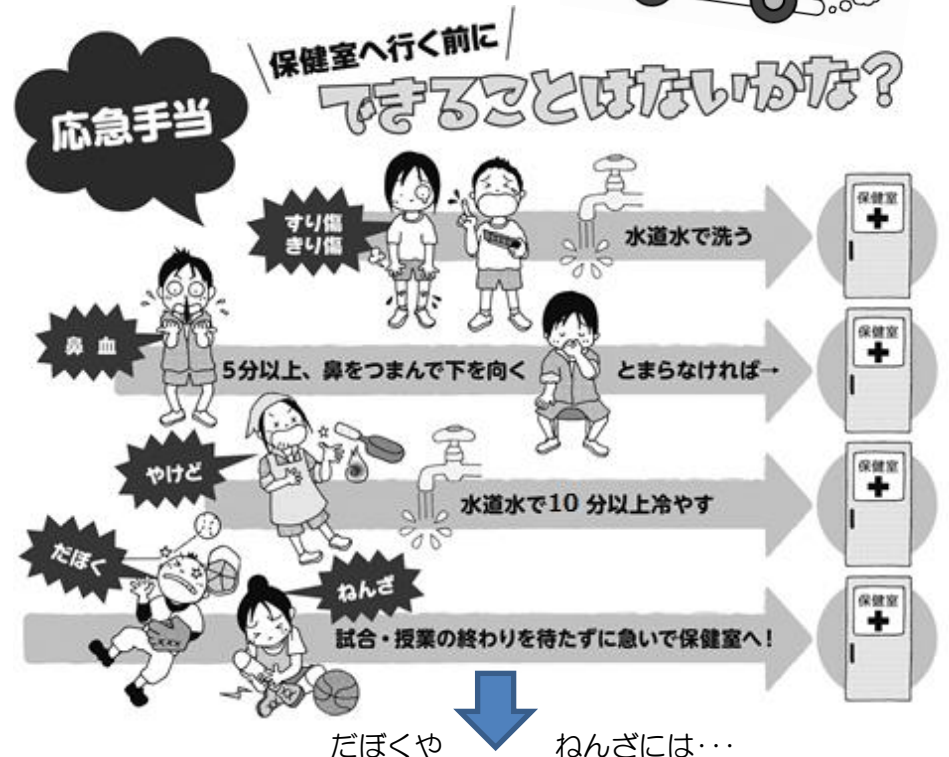 保健室へ行く前に
できることはないかな？
応急手当
すり傷
きり傷
水道水で洗う
保健室
鼻血
5分以上、鼻をつまんで下を向く
とまらなければ→
保健室
やけど
水道水で10分以上冷やす
保健室
だぼく
ねんざ
試合・授業の終わりを待たずに急いで保健室へ！
保健室
だぼくや ねんざには･･･